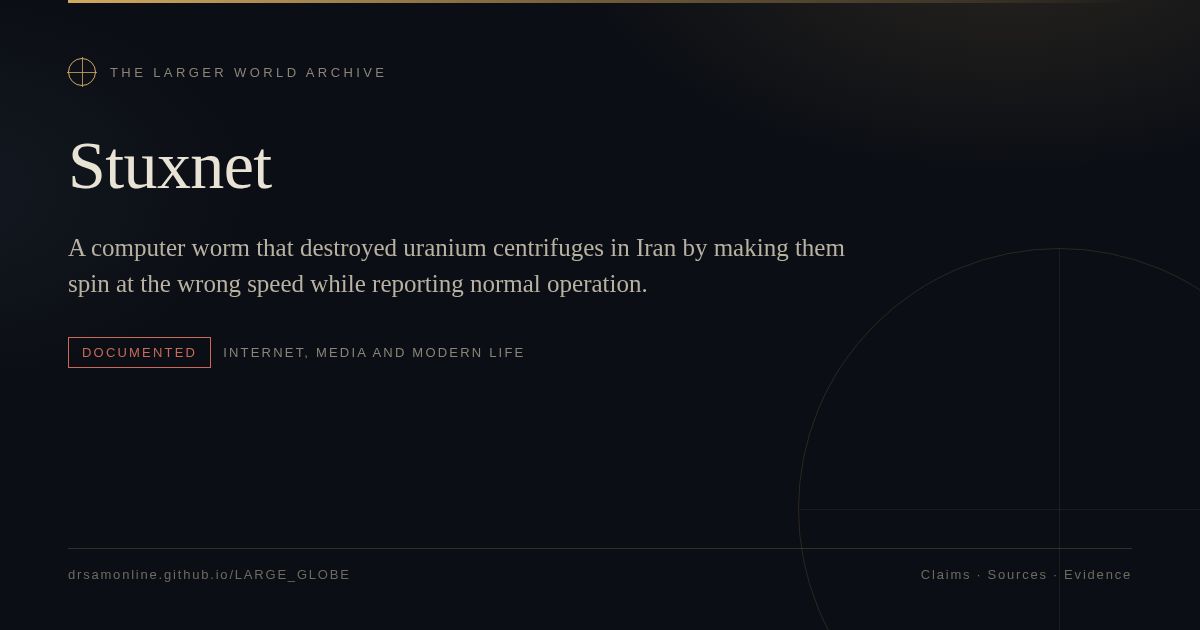 THE LARGER WORLD ARCHIVE
Stuxnet
A computer worm that destroyed uranium centrifuges in Iran by making them
spin at the wrong speed while reporting normal operation.
DOCUMENTED INTERNET, MEDIA AND MODERN LIFE
drsamonline.github.io/LARGE_GLOBE Claims · Sources · Evidence